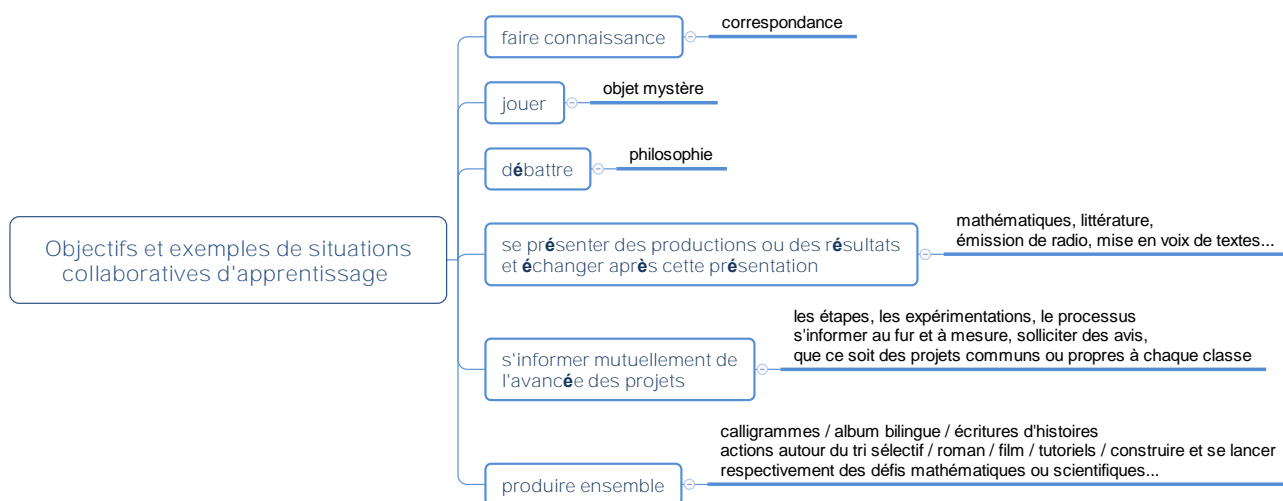 Objectifs et exemples de situations
collaboratives d'apprentissage
faire connaissance
correspondance
jouer
objet mystère
débattre
philosophie
se présenter des productions ou des résultats
et échanger après cette présentation
mathématiques, littérature,
émission de radio, mise en voix de textes...
s'informer mutuellement de
l'avancée des projets
les étapes, les expérimentations, le processus
s'informer au fur et à mesure, solliciter des avis,
que ce soit des projets communs ou propres à chaque classe
produire ensemble
calligrammes / album bilingue / écritures d'histoires
actions autour du tri sélectif / roman / film / tutoriels / construire et se lancer
respectivement des défis mathématiques ou scientifiques...